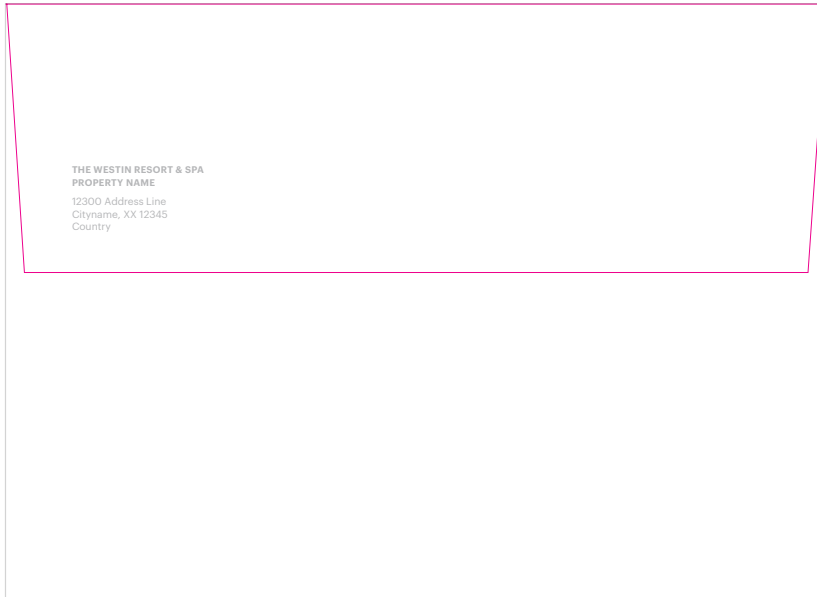 THE WESTIN RESORT & SPA
PROPERTY NAME
12300 Address Line
Cityname, XX 12345
Country